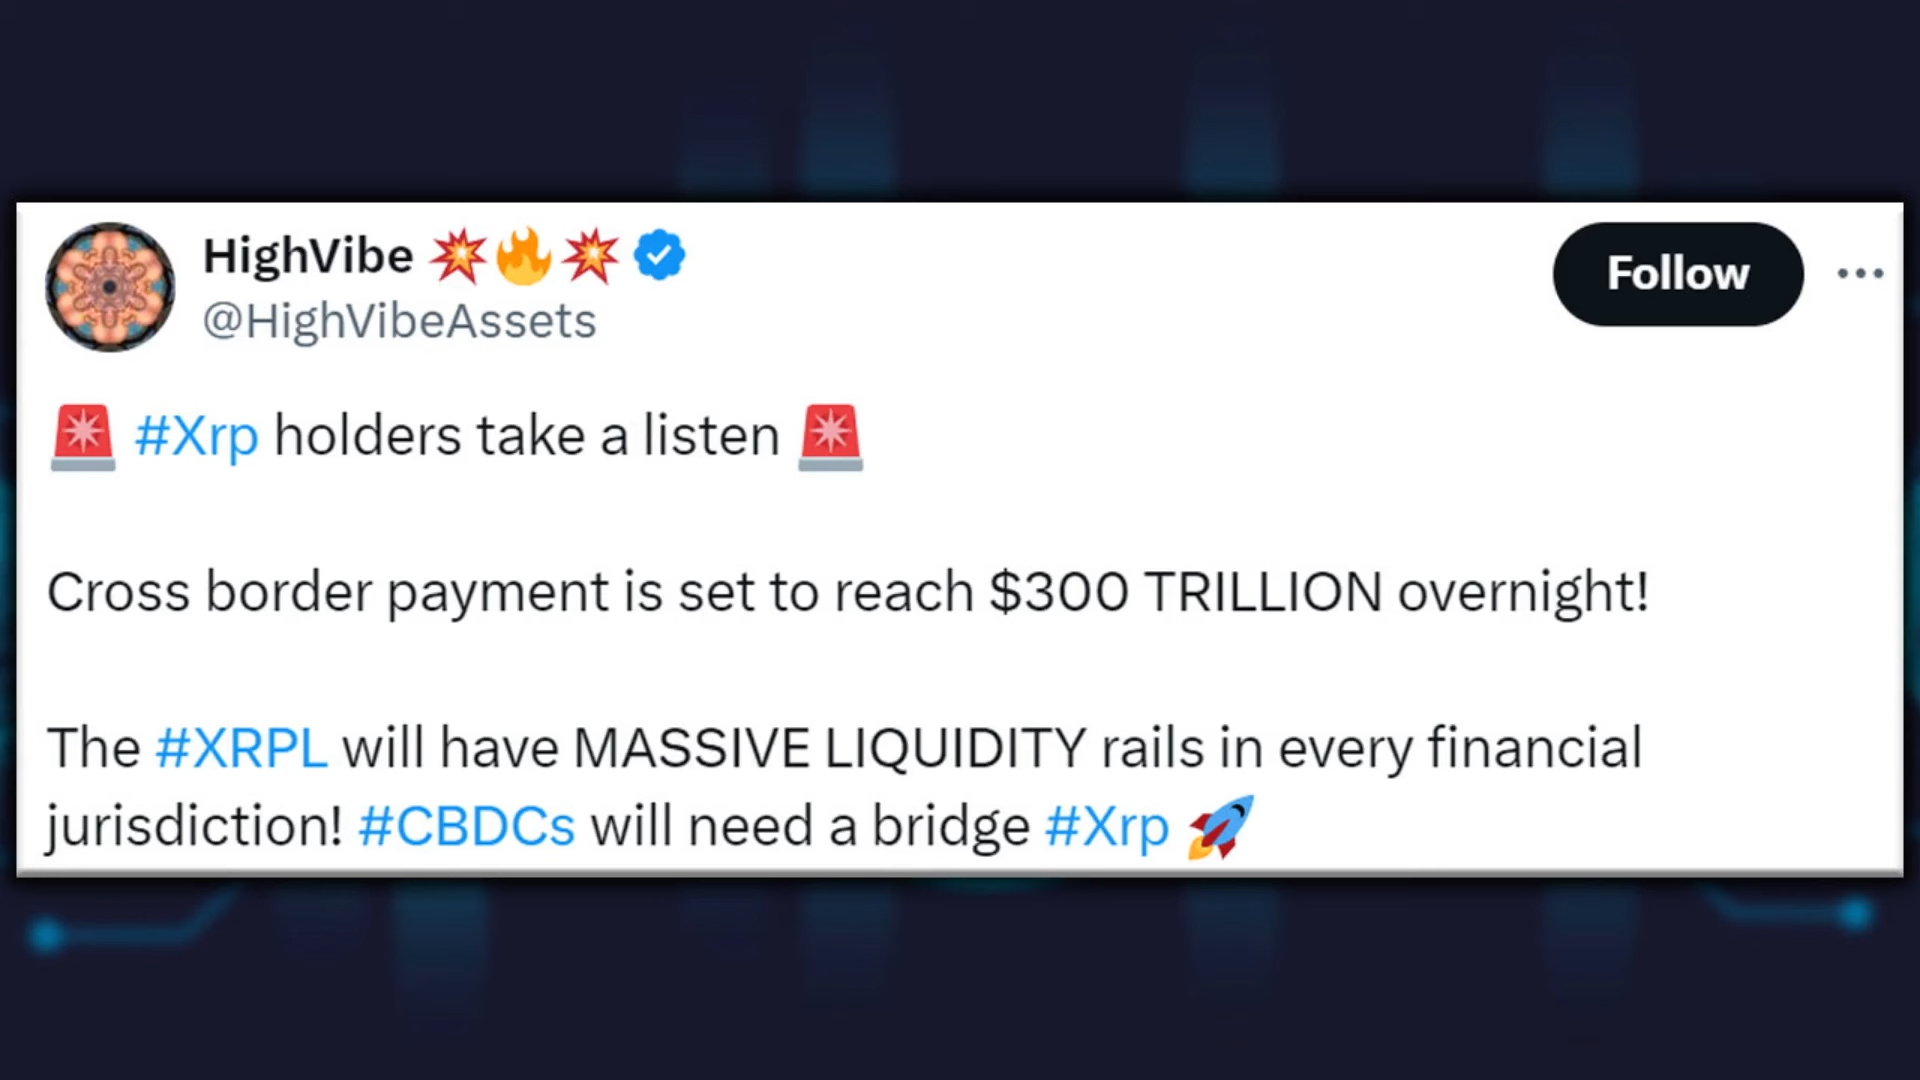 HighVibe 💥🔥💥
@HighVibeAssets
Follow
🚨 #Xrp holders take a listen 🚨
Cross border payment is set to reach $300 TRILLION overnight!
The #XRPL will have MASSIVE LIQUIDITY rails in every financial
jurisdiction! #CBDCs will need a bridge #Xrp 🚀